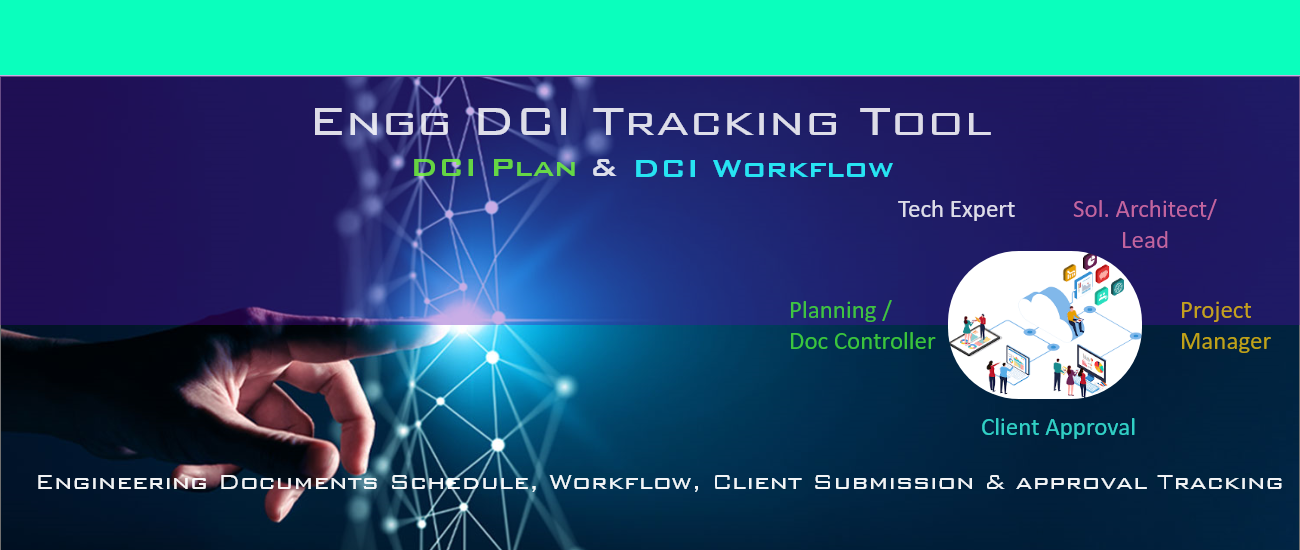 Engg DCI Tracking Tool
DCI Plan & DCI Workflow
Tech Expert
Sol. Architect/
Lead
Planning /
Doc Controller
Project
Manager
Client Approval
Engineering Documents Schedule, Workflow, Client Submission & approval Tracking